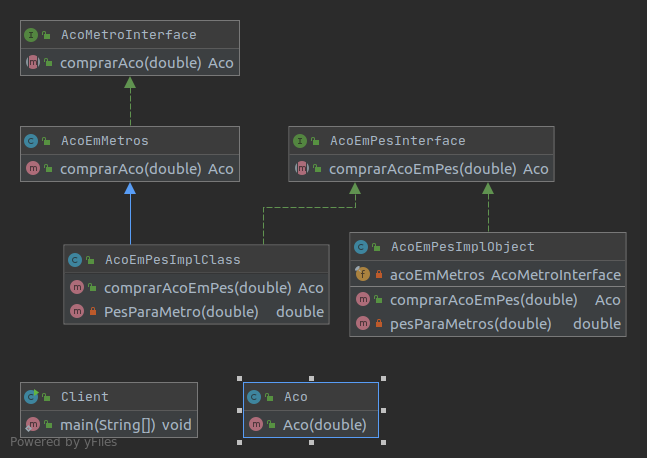 AcoMetroInterface
comprarAco(double) Aco
AcoEmMetros
comprarAco(double) Aco
AcoEmPesInterface
comprarAcoEmPes(double) Aco
AcoEmPesImplClass
comprarAcoEmPes(double) Aco
PesParaMetro(double) double
AcoEmPesImplObject
acoEmMetros AcoMetroInterface
comprarAcoEmPes(double) Aco
pesParaMetros(double) double
Client
main(String[]) void
Aco
Aco(double)
Powered by yFiles